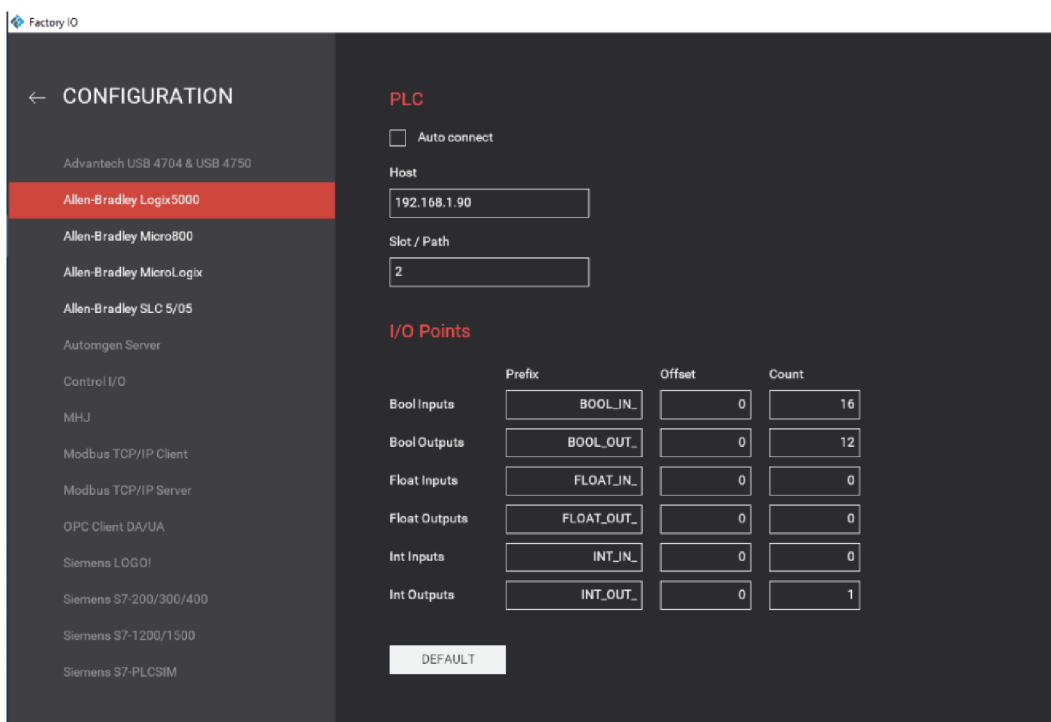 Factory IO
← CONFIGURATION
Advantech USB 4704 & USB 4750
Allen-Bradley Logix5000
Allen-Bradley Micro800
Allen-Bradley MicroLogix
Allen-Bradley SLC 5/05
Automgen Server
Control I/O
MHJ
Modbus TCP/IP Client
Modbus TCP/IP Server
OPC Client DA/UA
Siemens LOGO!
Siemens S7-200/300/400
Siemens S7-1200/1500
Siemens S7-PLCSIM
PLC
Auto connect
Host
192.168.1.90
Slot / Path
2
I/O Points
Prefix Offset Count
Bool Inputs BOOL_IN_ 0 16
Bool Outputs BOOL_OUT_ 0 12
Float Inputs FLOAT_IN_ 0 0
Float Outputs FLOAT_OUT_ 0 0
Int Inputs INT_IN_ 0 0
Int Outputs INT_OUT_ 0 1
DEFAULT